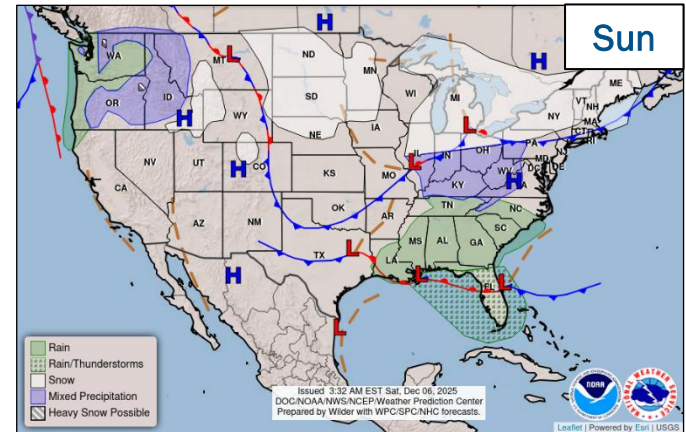 Sun
H
H
WA
MT
L
ND
MN
WI
MI
ME
VT
NH
NY
MA
CT
RI
OR
ID
H
WY
SD
IA
NE
L
PA
NJ
OH
IN
IL
L
MD
DE
DC
WV
VA
H
NV
UT
H
CO
KS
MO
KY
CA
AZ
NM
OK
AR
TN
NC
SC
MS
AL
GA
TX
L
LA
H
L
FL
L
L
Rain
Rain/Thunderstorms
Snow
Mixed Precipitation
Heavy Snow Possible
Issued 3:32 AM EST Sat, Dec 06, 2025
DOC/NOAA/NWS/NCEP/Weather Prediction Center
Prepared by Wilder with WPC/SPC/NHC forecasts.
NOAA
NATIONAL WEATHER SERVICE
Leaflet | Powered by Esri | USGS